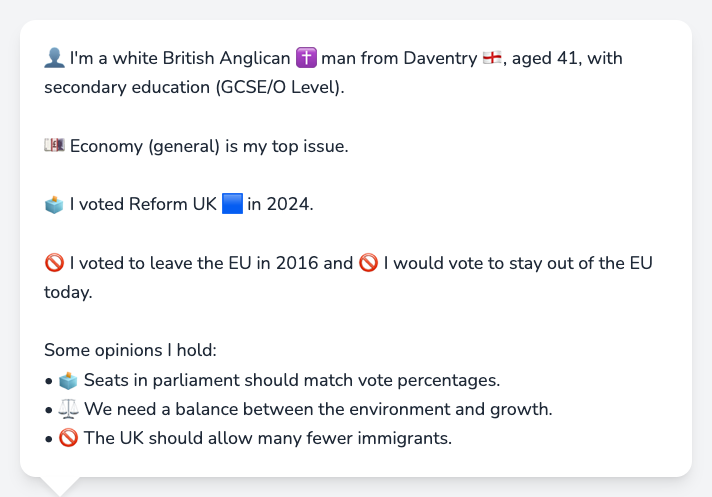 👤 I'm a white British Anglican ✝️ man from Daventry 🏴󠁧󠁢󠁥󠁮󠁧󠁿, aged 41, with
secondary education (GCSE/O Level).
💷 Economy (general) is my top issue.
🗳️ I voted Reform UK 🟦 in 2024.
🚫 I voted to leave the EU in 2016 and 🚫 I would vote to stay out of the EU
today.
Some opinions I hold:
• 🗳️ Seats in parliament should match vote percentages.
• ⚖️ We need a balance between the environment and growth.
• 🚫 The UK should allow many fewer immigrants.